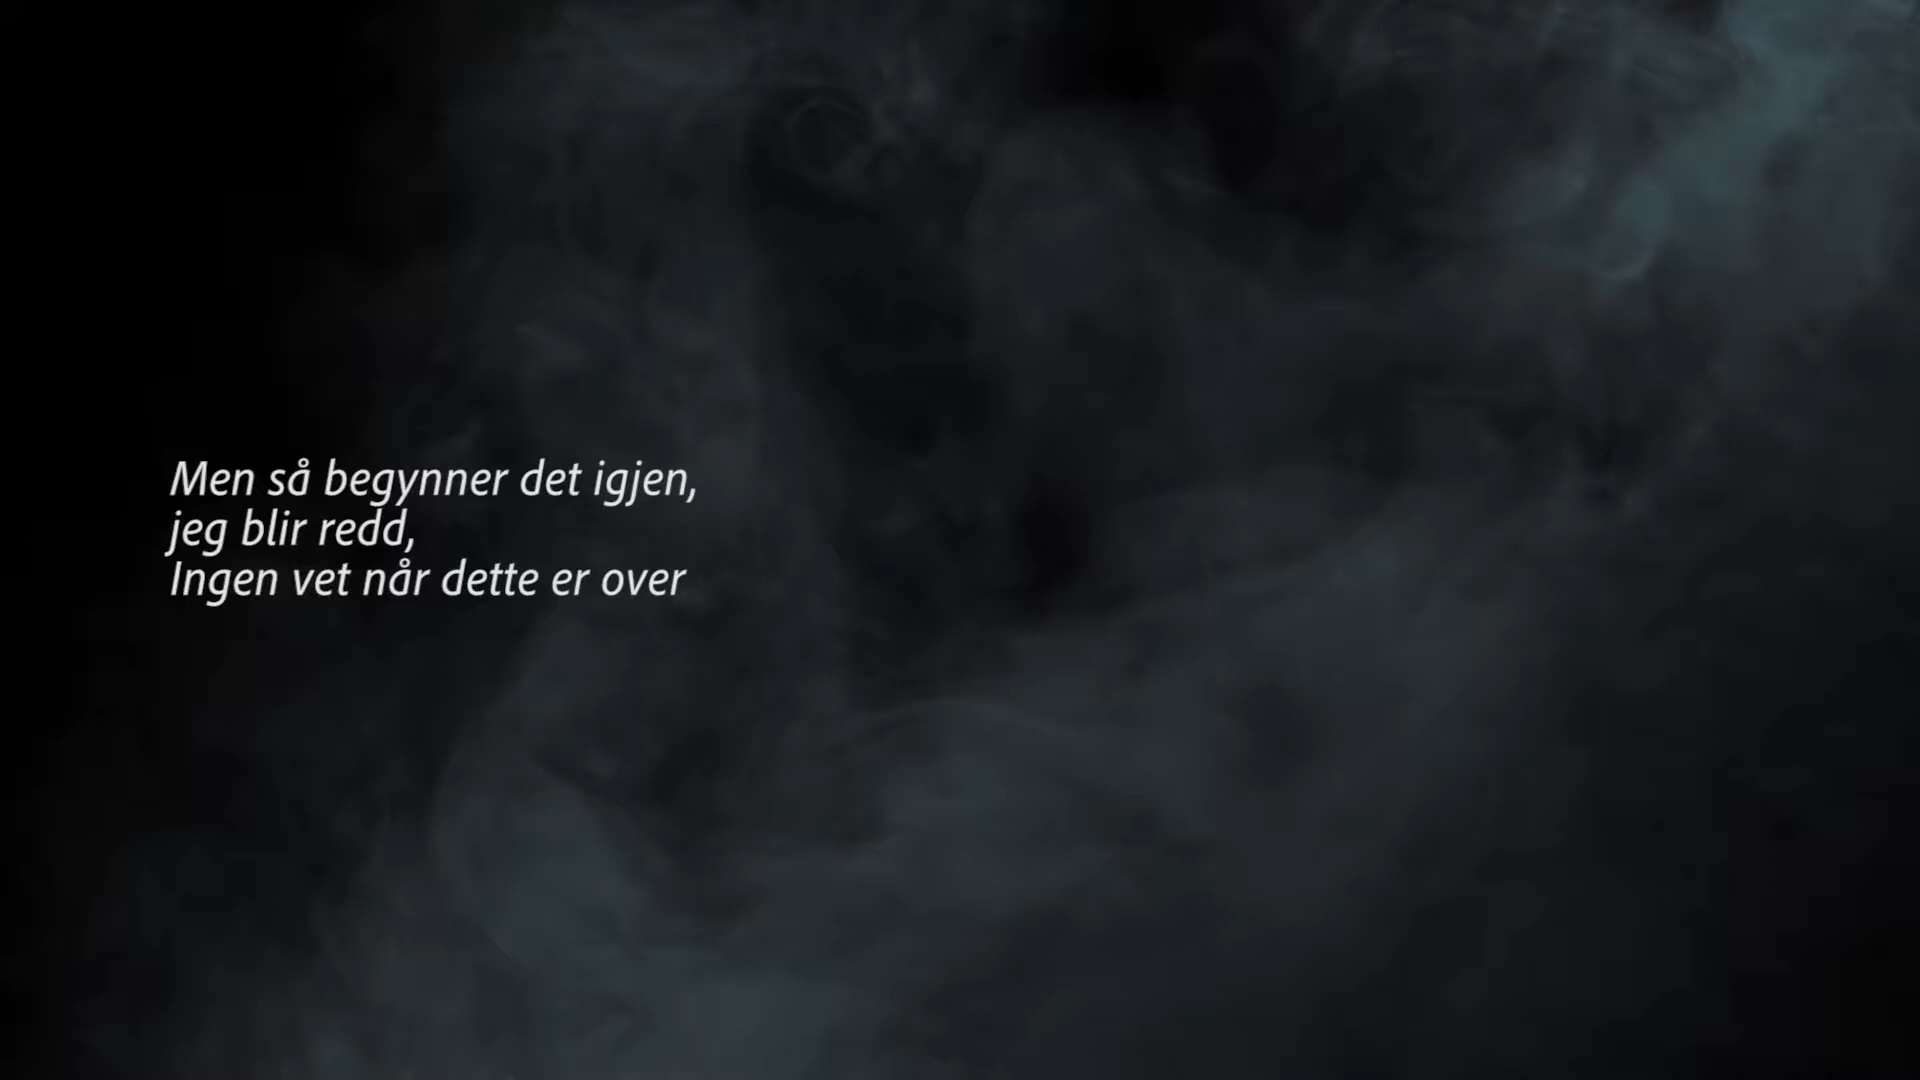 Men så begynner det igjen,
jeg blir redd,
Ingen vet når dette er over